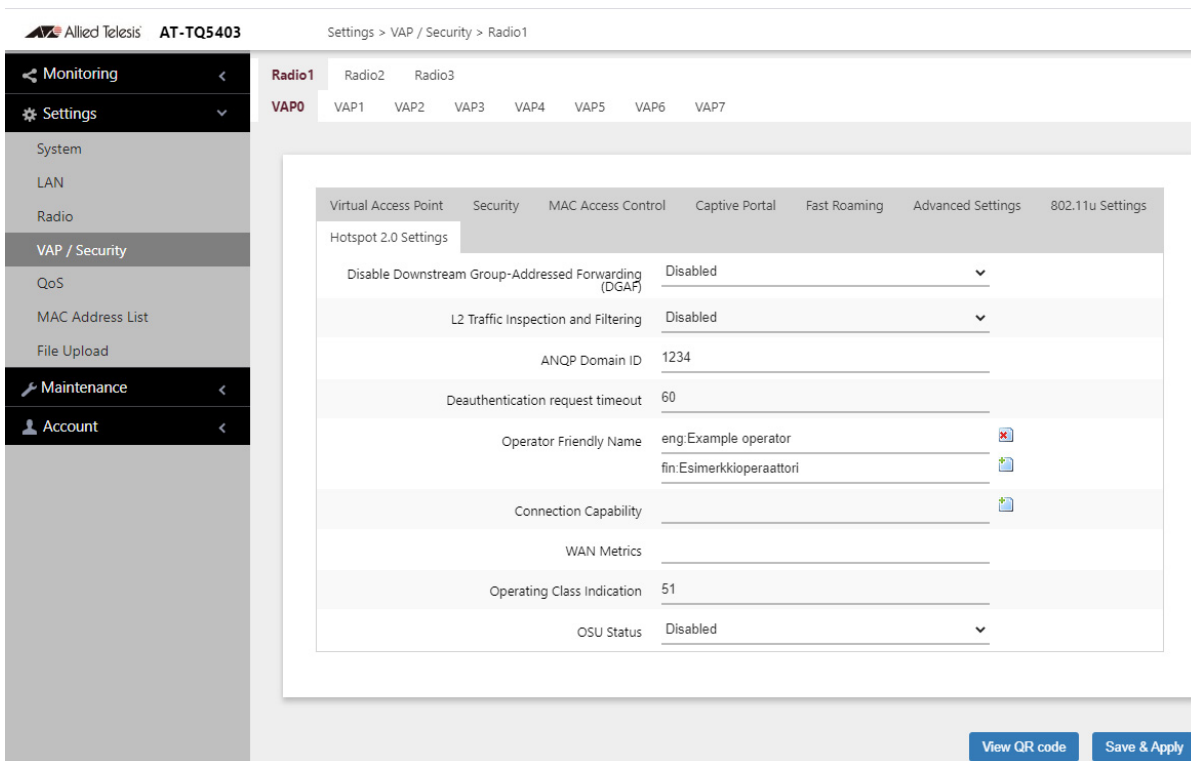 Allied Telesis AT-TQ5403
Settings > VAP / Security > Radio1
Monitoring
Settings
System
LAN
Radio
VAP / Security
QoS
MAC Address List
File Upload
Maintenance
Account
Radio1 Radio2 Radio3
VAP0 VAP1 VAP2 VAP3 VAP4 VAP5 VAP6 VAP7
Virtual Access Point Security MAC Access Control Captive Portal Fast Roaming Advanced Settings 802.11u Settings
Hotspot 2.0 Settings
Disable Downstream Group-Addressed Forwarding Disabled
(DGAF)
L2 Traffic Inspection and Filtering Disabled
ANQP Domain ID 1234
Deauthentication request timeout 60
Operator Friendly Name eng:Example operator
fin:Esimerkkioperaattori
Connection Capability
WAN Metrics
Operating Class Indication 51
OSU Status Disabled
View QR code Save & Apply